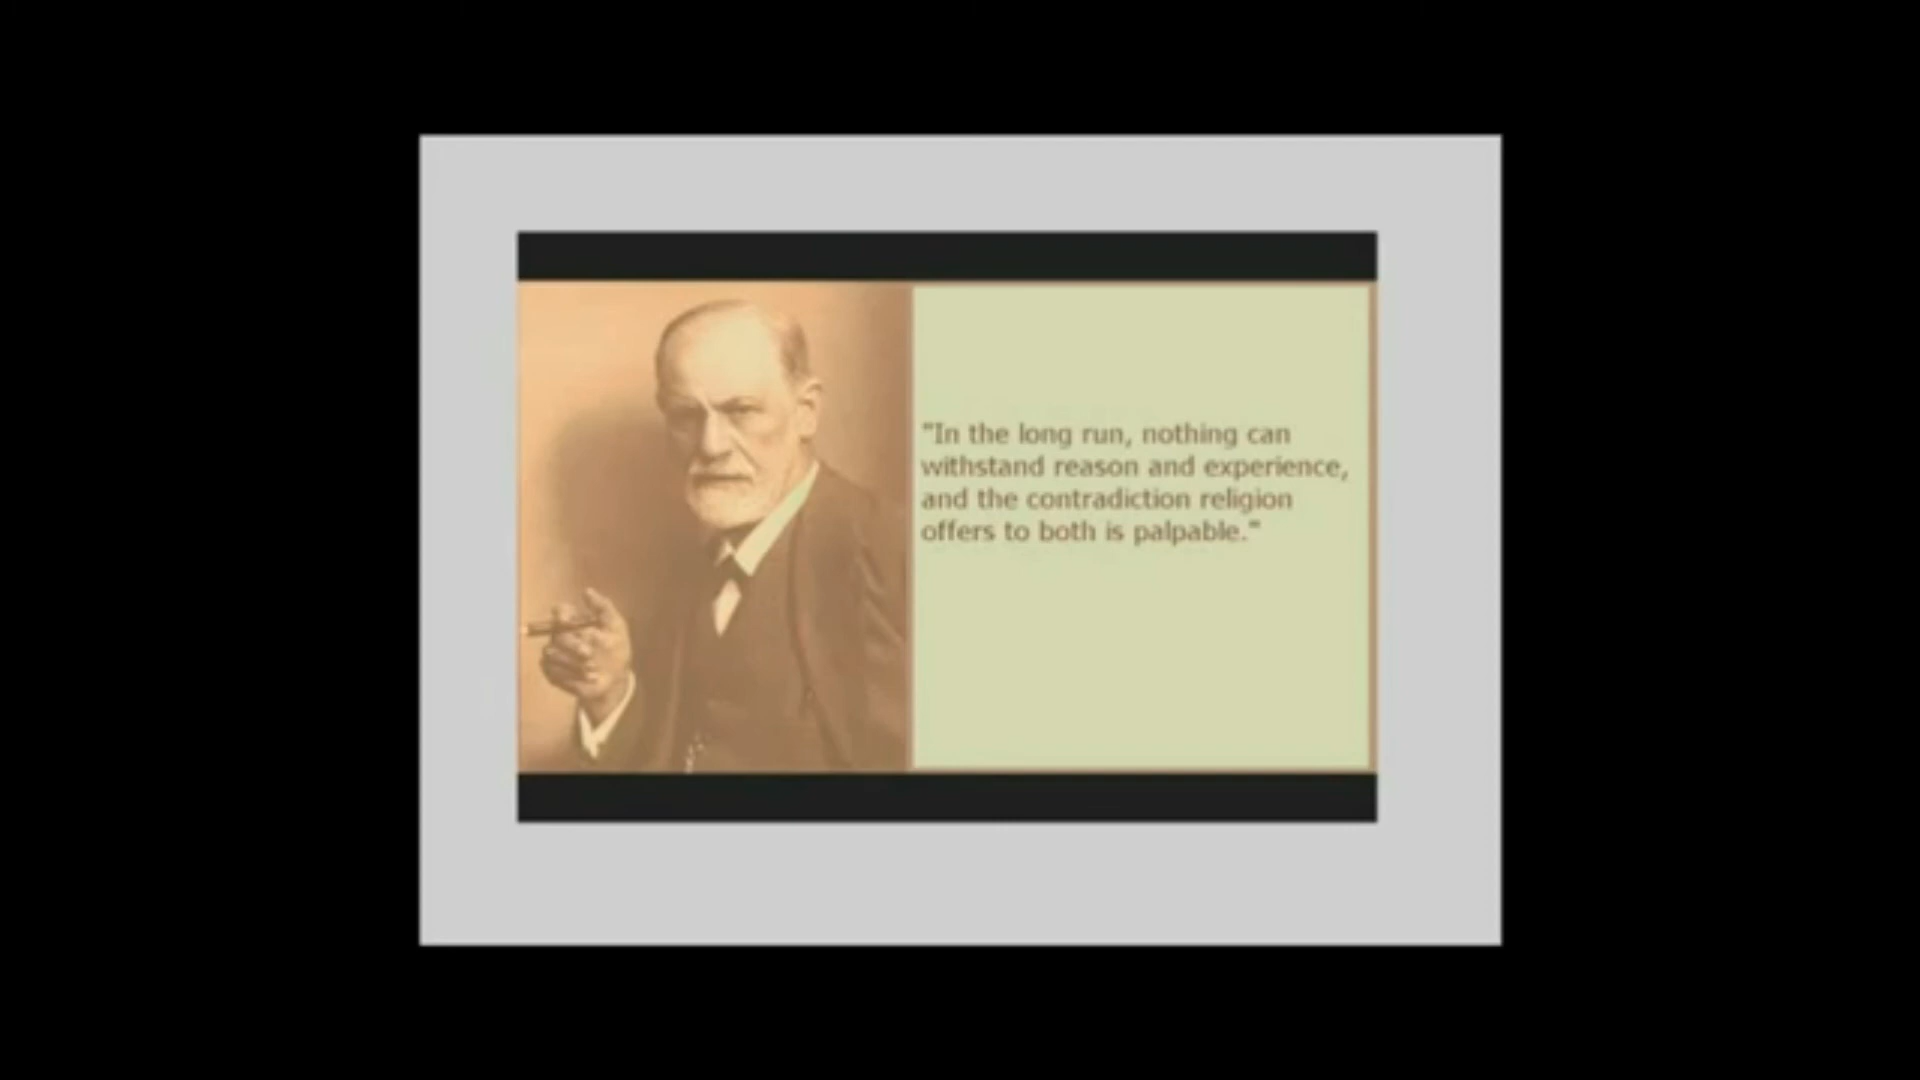 "In the long run, nothing can
withstand reason and experience,
and the contradiction religion
offers to both is palpable."